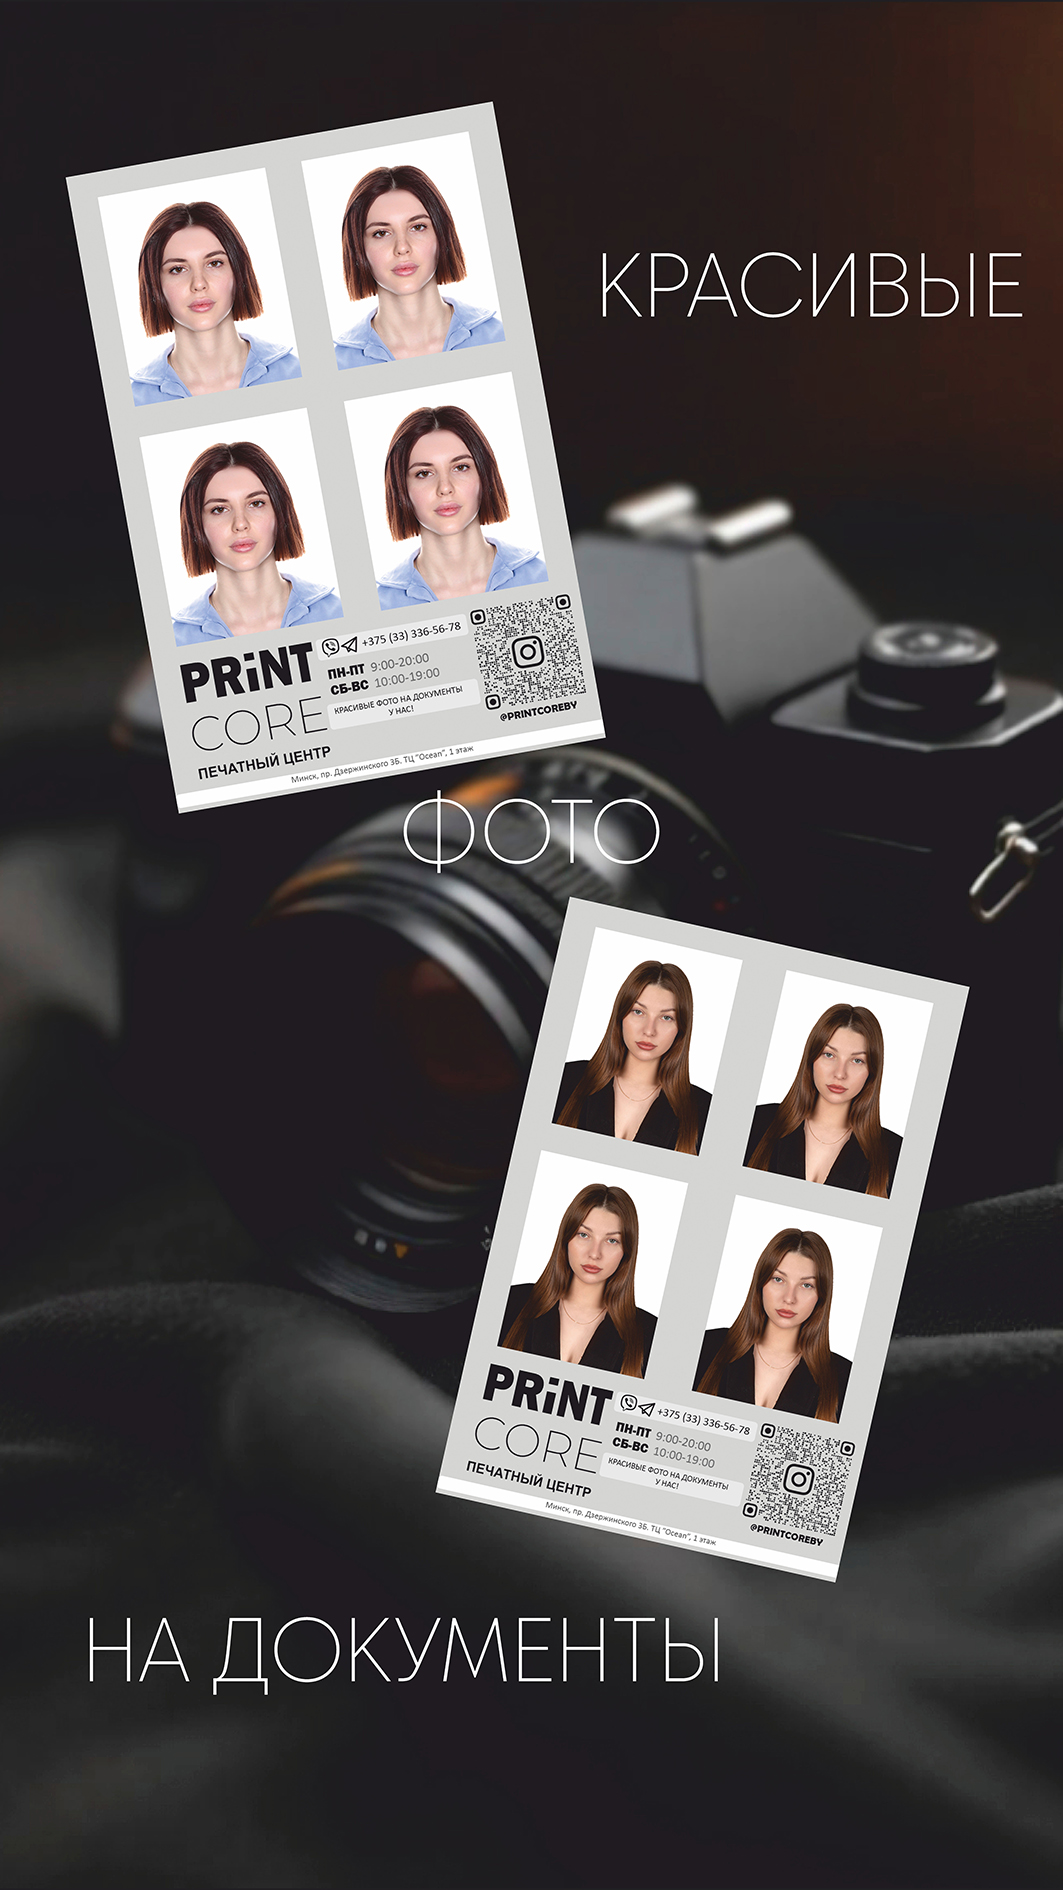 КРАСИВЫЕ
PRiNT
CORE
ПЕЧАТНЫЙ ЦЕНТР
+375 (33) 336-56-78
ПН-ПТ 9:00-20:00
СБ-ВС 10:00-19:00
КРАСИВЫЕ ФОТО НА ДОКУМЕНТЫ
У НАС!
@PRINTCOREBY
Минск, пр. Дзержинского 3Б. ТЦ "Ocean", 1 этаж
ФОТО
PRiNT
CORE
ПЕЧАТНЫЙ ЦЕНТР
+375 (33) 336-56-78
ПН-ПТ 9:00-20:00
СБ-ВС 10:00-19:00
КРАСИВЫЕ ФОТО НА ДОКУМЕНТЫ
У НАС!
@PRINTCOREBY
Минск, пр. Дзержинского 3Б. ТЦ "Ocean", 1 этаж
НА ДОКУМЕНТЫ